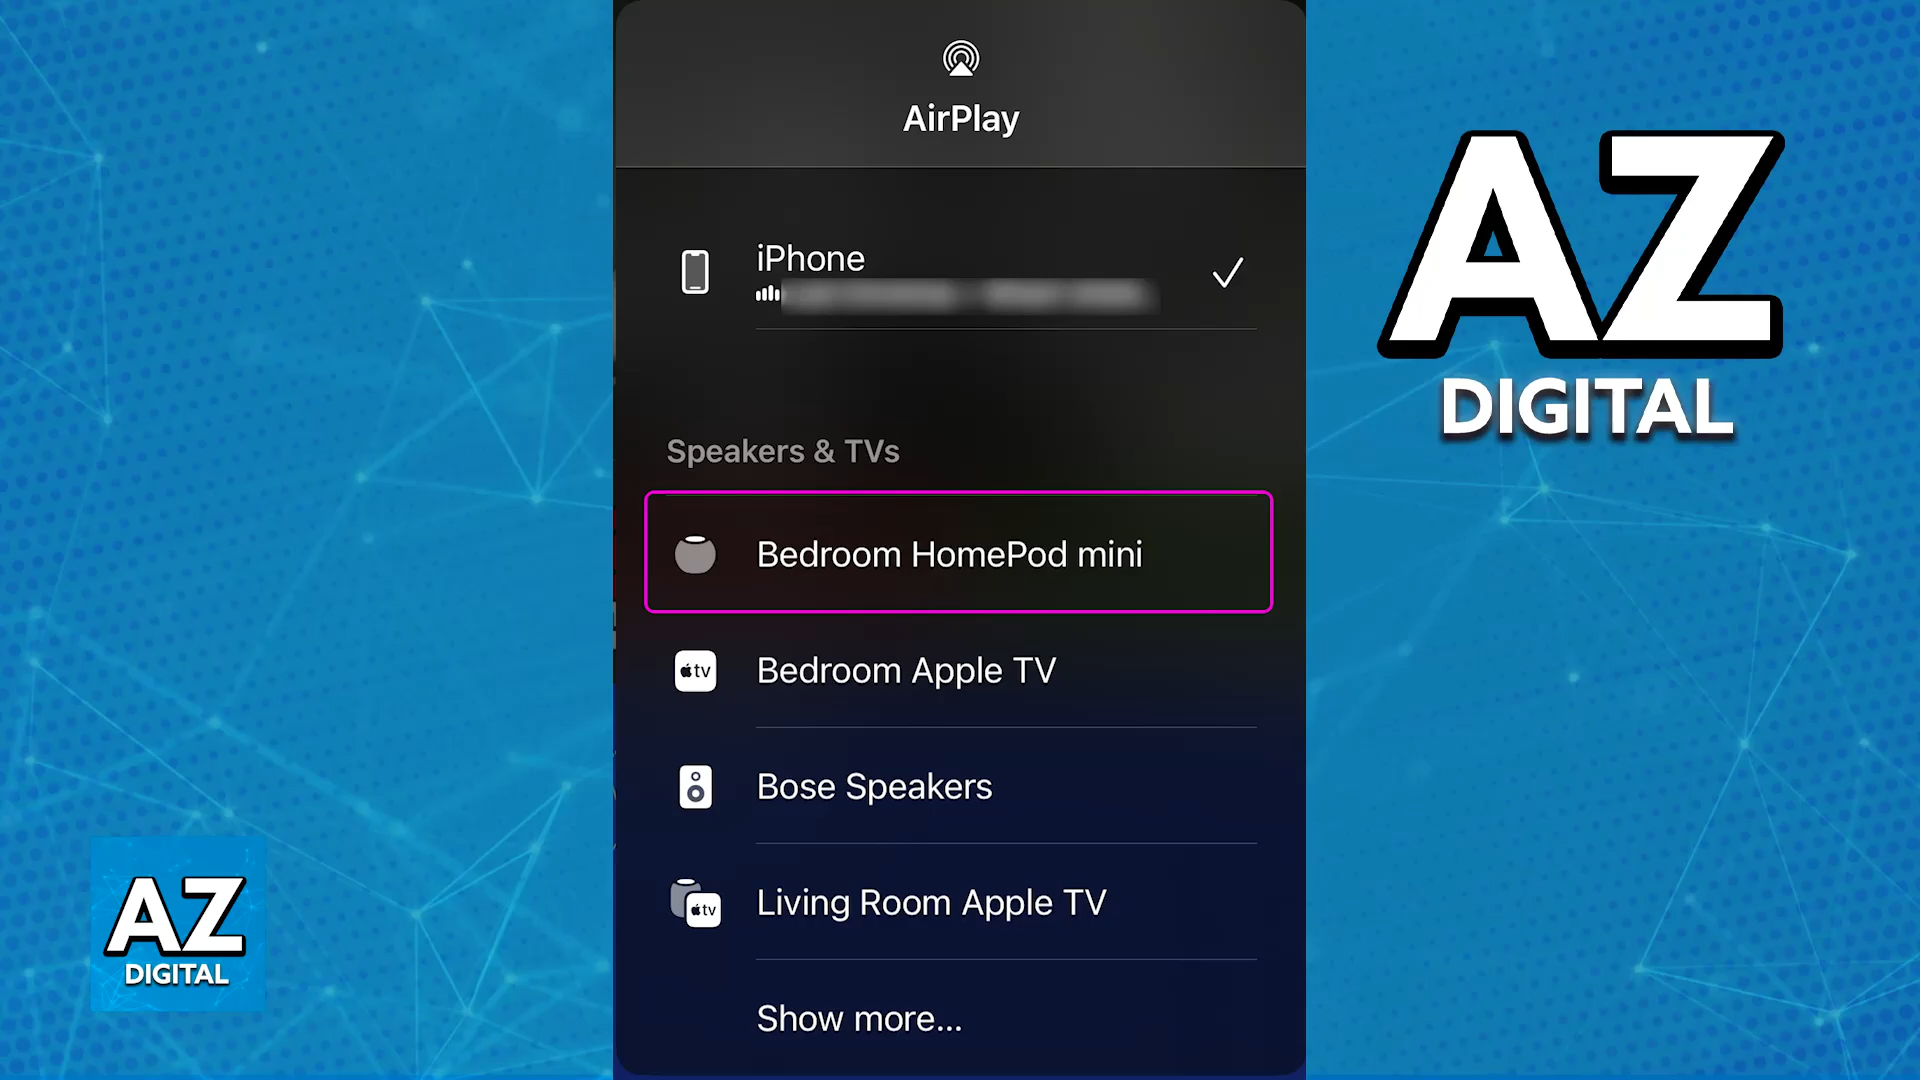 AirPlay
iPhone
Speakers & TVs
Bedroom HomePod mini
tv
Bedroom Apple TV
Bose Speakers
tv
Living Room Apple TV
Show more...
AZ
DIGITAL
AZ
DIGITAL